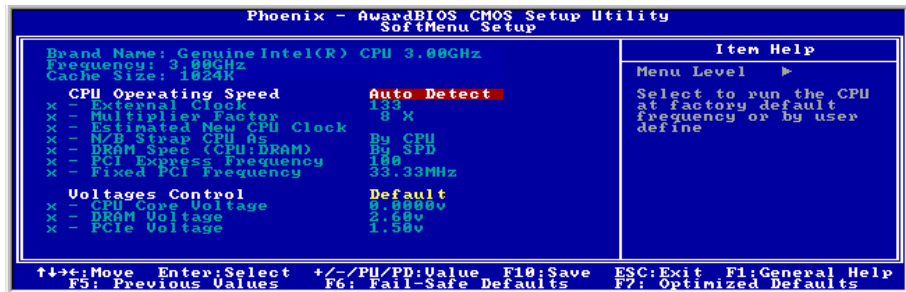 Phoenix - AwardBIOS CMOS Setup Utility
SoftMenu Setup
Brand Name: Genuine Intel(R) CPU 3.00GHz
Frequency: 3.00GHz
Cache Size: 1024K
CPU Operating Speed Auto Detect
x - External Clock 133
x - Multiplier Factor 8 X
x - Estimated New CPU Clock
x - N/B Strap CPU As By CPU
x - DRAM Spec (CPU:DRAM) By SPD
x - PCI Express Frequency 100
x - Fixed PCI Frequency 33.33MHz
Voltages Control Default
x - CPU Core Voltage 0.0000v
x - DRAM Voltage 2.60v
x - PCIe Voltage 1.50v
Item Help
Menu Level ►
Select to run the CPU
at factory default
frequency or by user
define
↑↓→←:Move Enter:Select +/-/PU/PD:Value F10:Save ESC:Exit F1:General Help
F5: Previous Values F6: Fail-Safe Defaults F7: Optimized Defaults